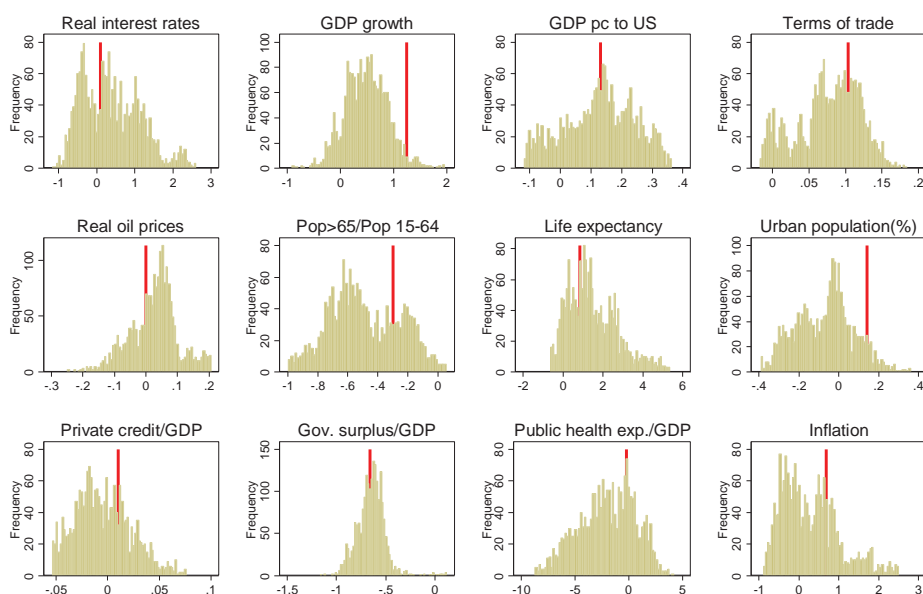 Real interest rates
GDP growth
GDP pc to US
Terms of trade
Frequency
0 20 40 60 80
-1 0 1 2 3
Frequency
0 20 40 60 80 100
-1 0 1 2
Frequency
0 20 40 60 80
-.1 0 .1 .2 .3 .4
Frequency
0 20 40 60 80
0 .05 .1 .15 .2
Real oil prices
Pop>65/Pop 15-64
Life expectancy
Urban population(%)
Frequency
0 50 100
-.3 -.2 -.1 0 .1 .2
Frequency
0 20 40 60 80
-1 -.8 -.6 -.4 -.2 0
Frequency
0 20 40 60 80
-2 0 2 4 6
Frequency
0 20 40 60 80 100
-.4 -.2 0 .2 .4
Private credit/GDP
Gov. surplus/GDP
Public health exp./GDP
Inflation
Frequency
0 20 40 60 80
-.05 0 .05 .1
Frequency
0 50 100 150
-1.5 -1 -.5 0
Frequency
0 20 40 60 80
-10 -5 0 5
Frequency
0 20 40 60 80
-1 0 1 2 3